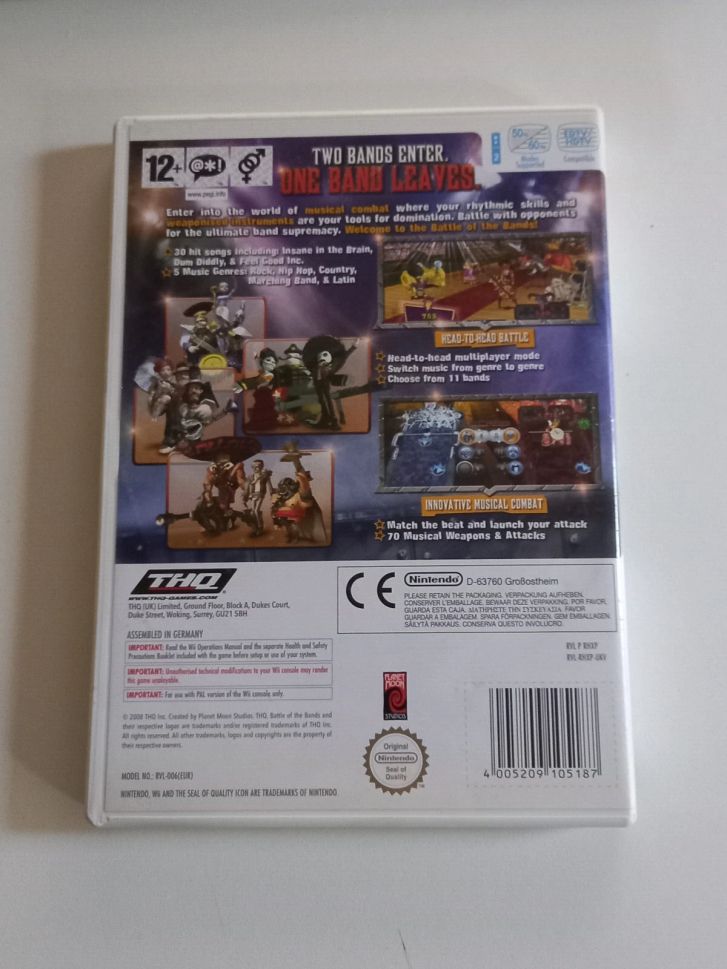 12+
@*!
www.pegi.info
50Hz
60Hz
Modes
Supported
EDTV/
HDTV
Compatible
1-2
TWO BANDS ENTER.
ONE BAND LEAVES.
Enter into the world of musical combat where your rhythmic skills and
weaponised instruments are your tools for domination. Battle with opponents
for the ultimate band supremacy. Welcome to the Battle of the Bands!
30 hit songs including: Insane in the Brain,
Dum Diddly, & Feel Good Inc.
5 Music Genres: Rock, Hip Hop, Country,
Marching Band, & Latin
HEAD-TO-HEAD BATTLE
Head-to-head multiplayer mode
Switch music from genre to genre
Choose from 11 bands
INNOVATIVE MUSICAL COMBAT
Match the beat and launch your attack
70 Musical Weapons & Attacks
THQ
www.thq-games.com
THQ (UK) Limited, Ground Floor, Block A, Dukes Court,
Duke Street, Woking, Surrey, GU21 5BH
CE
Nintendo D-63760 Großostheim
PLEASE RETAIN THE PACKAGING. VERPACKUNG AUFHEBEN.
CONSERVER L'EMBALLAGE. BEWAAR DEZE VERPAKKING. POR FAVOR,
GUARDA ESTA CAJA. ΔΙΑΤΗΡΗΣΤΕ ΤΗΝ ΣΥΣΚΕΥΑΣΙΑ. FAVOR
GUARDAR A EMBALAGEM. SPARA FÖRPACKNINGEN. GEM EMBALLAGEN.
SÄILYTÄ PAKKAUS. CONSERVA QUESTO INVOLUCRO.
ASSEMBLED IN GERMANY
IMPORTANT: Read the Wii Operations Manual and the separate Health and Safety
Precautions Booklet included with the game before setup or use of your system.
IMPORTANT: Unauthorised technical modifications to your Wii console may render
this game unplayable.
IMPORTANT: For use with PAL version of the Wii console only.
RVL P RHXP
RVL-RHXP-UKV
© 2008 THQ Inc. Created by Planet Moon Studios. THQ, Battle of the Bands and
their respective logos are trademarks and/or registered trademarks of THQ Inc.
All rights reserved. All other trademarks, logos and copyrights are the property of
their respective owners.
PLANET
MOON
STUDIOS
Original
Nintendo
Seal of
Quality
TM
4 005209 105187
MODEL NO.: RVL-006(EUR)
NINTENDO, Wii AND THE SEAL OF QUALITY ICON ARE TRADEMARKS OF NINTENDO.